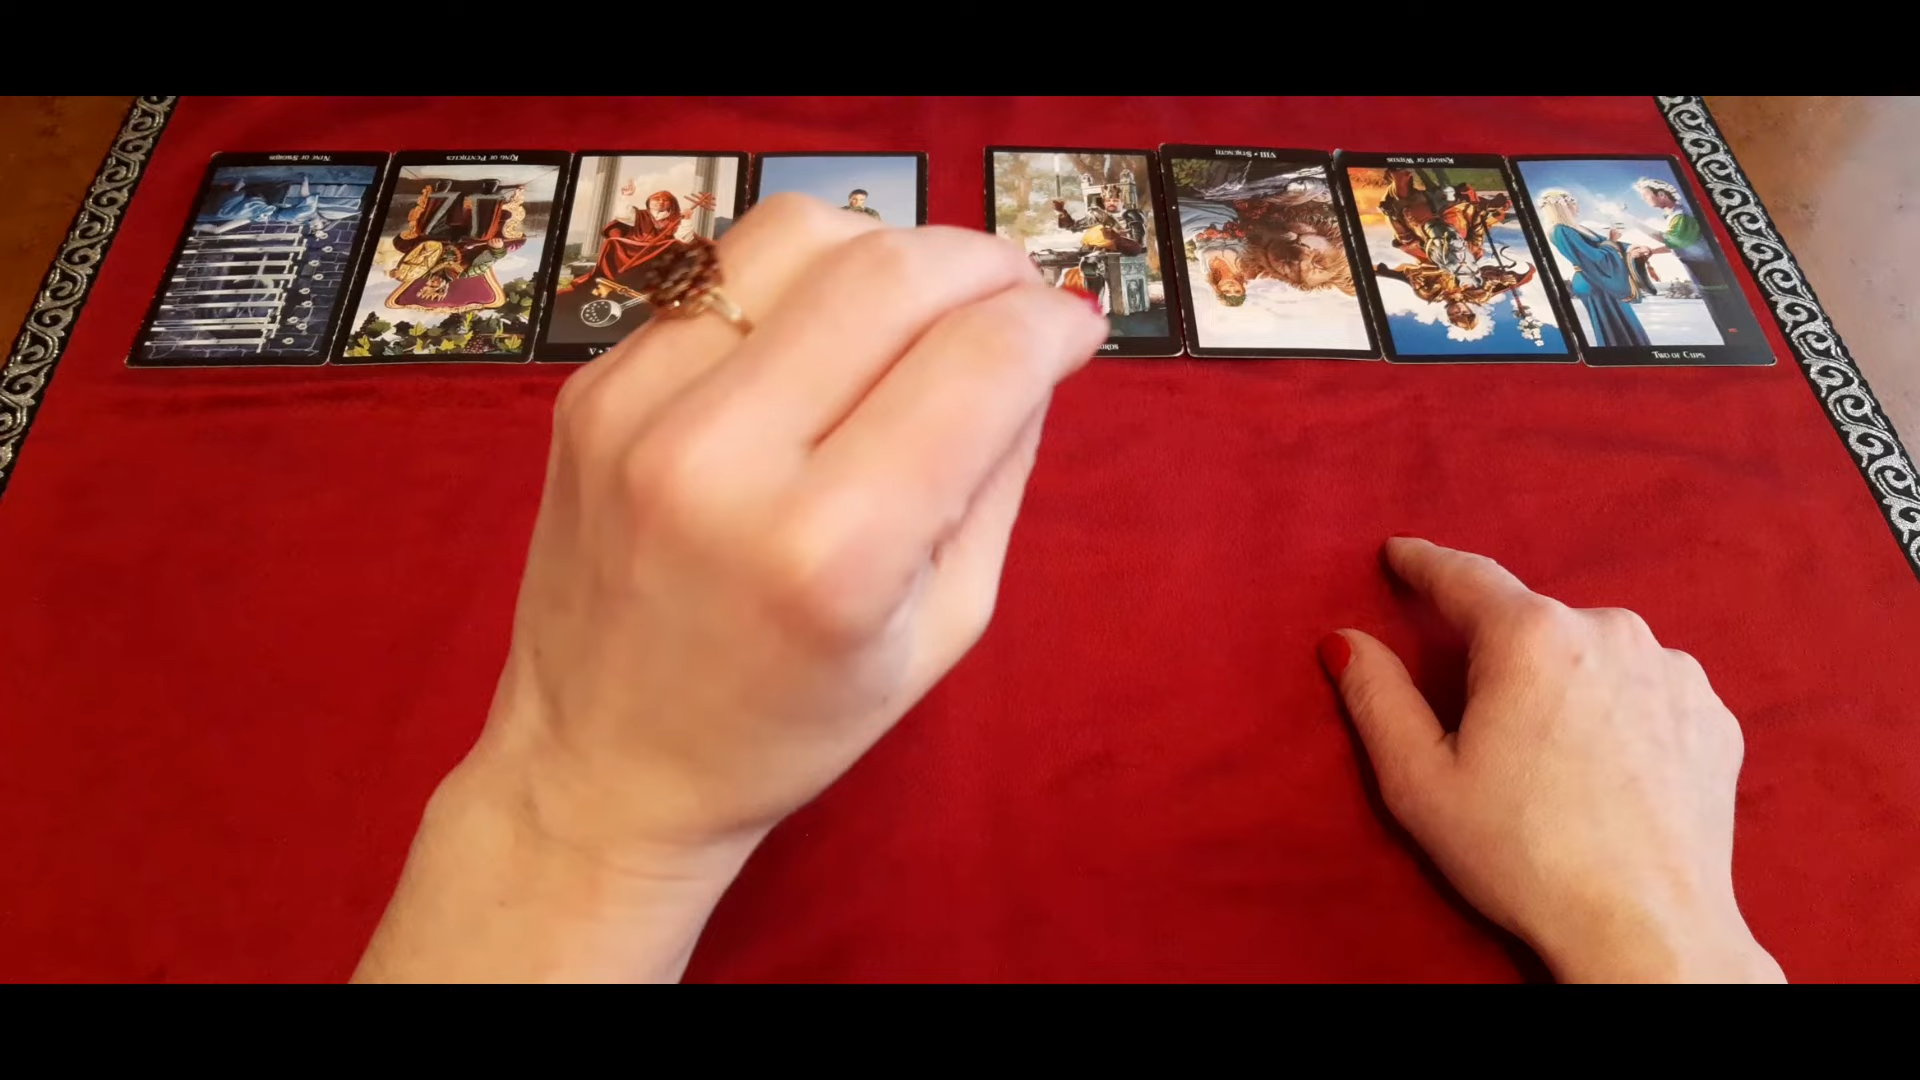 NINE OF SWORDS
KING OF PENTACLES
V •
VIII • STRENGTH
KNIGHT OF WANDS
TWO OF CUPS